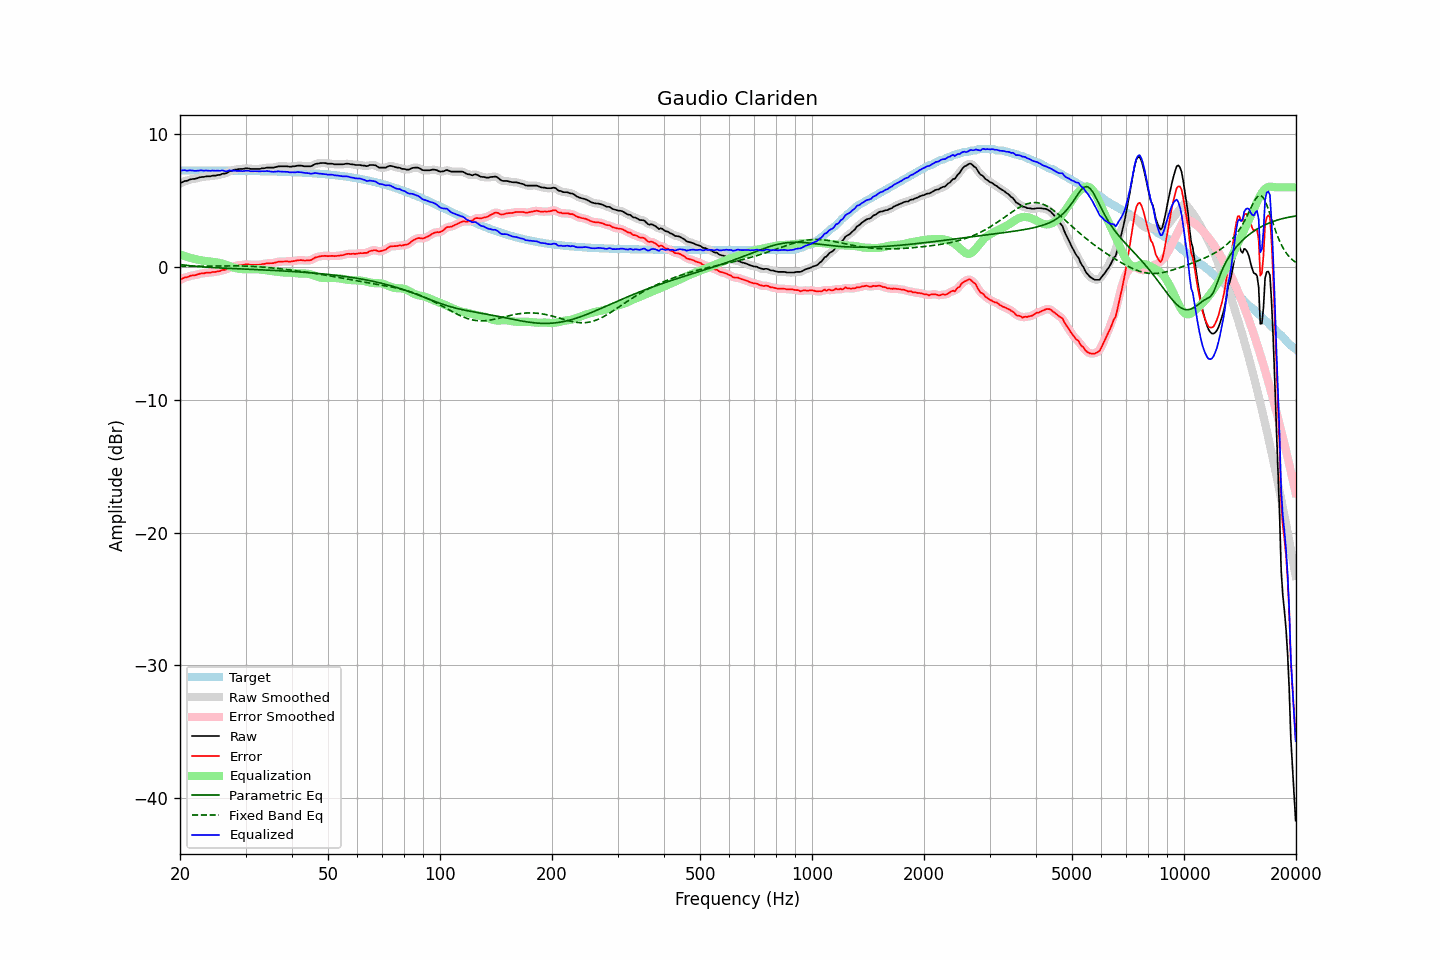 Gaudio Clariden
10
0
−10
−20
−30
−40
Amplitude (dBr)
20
50
100
200
500
1000
2000
5000
10000
20000
Frequency (Hz)
Target
Raw Smoothed
Error Smoothed
Raw
Error
Equalization
Parametric Eq
Fixed Band Eq
Equalized